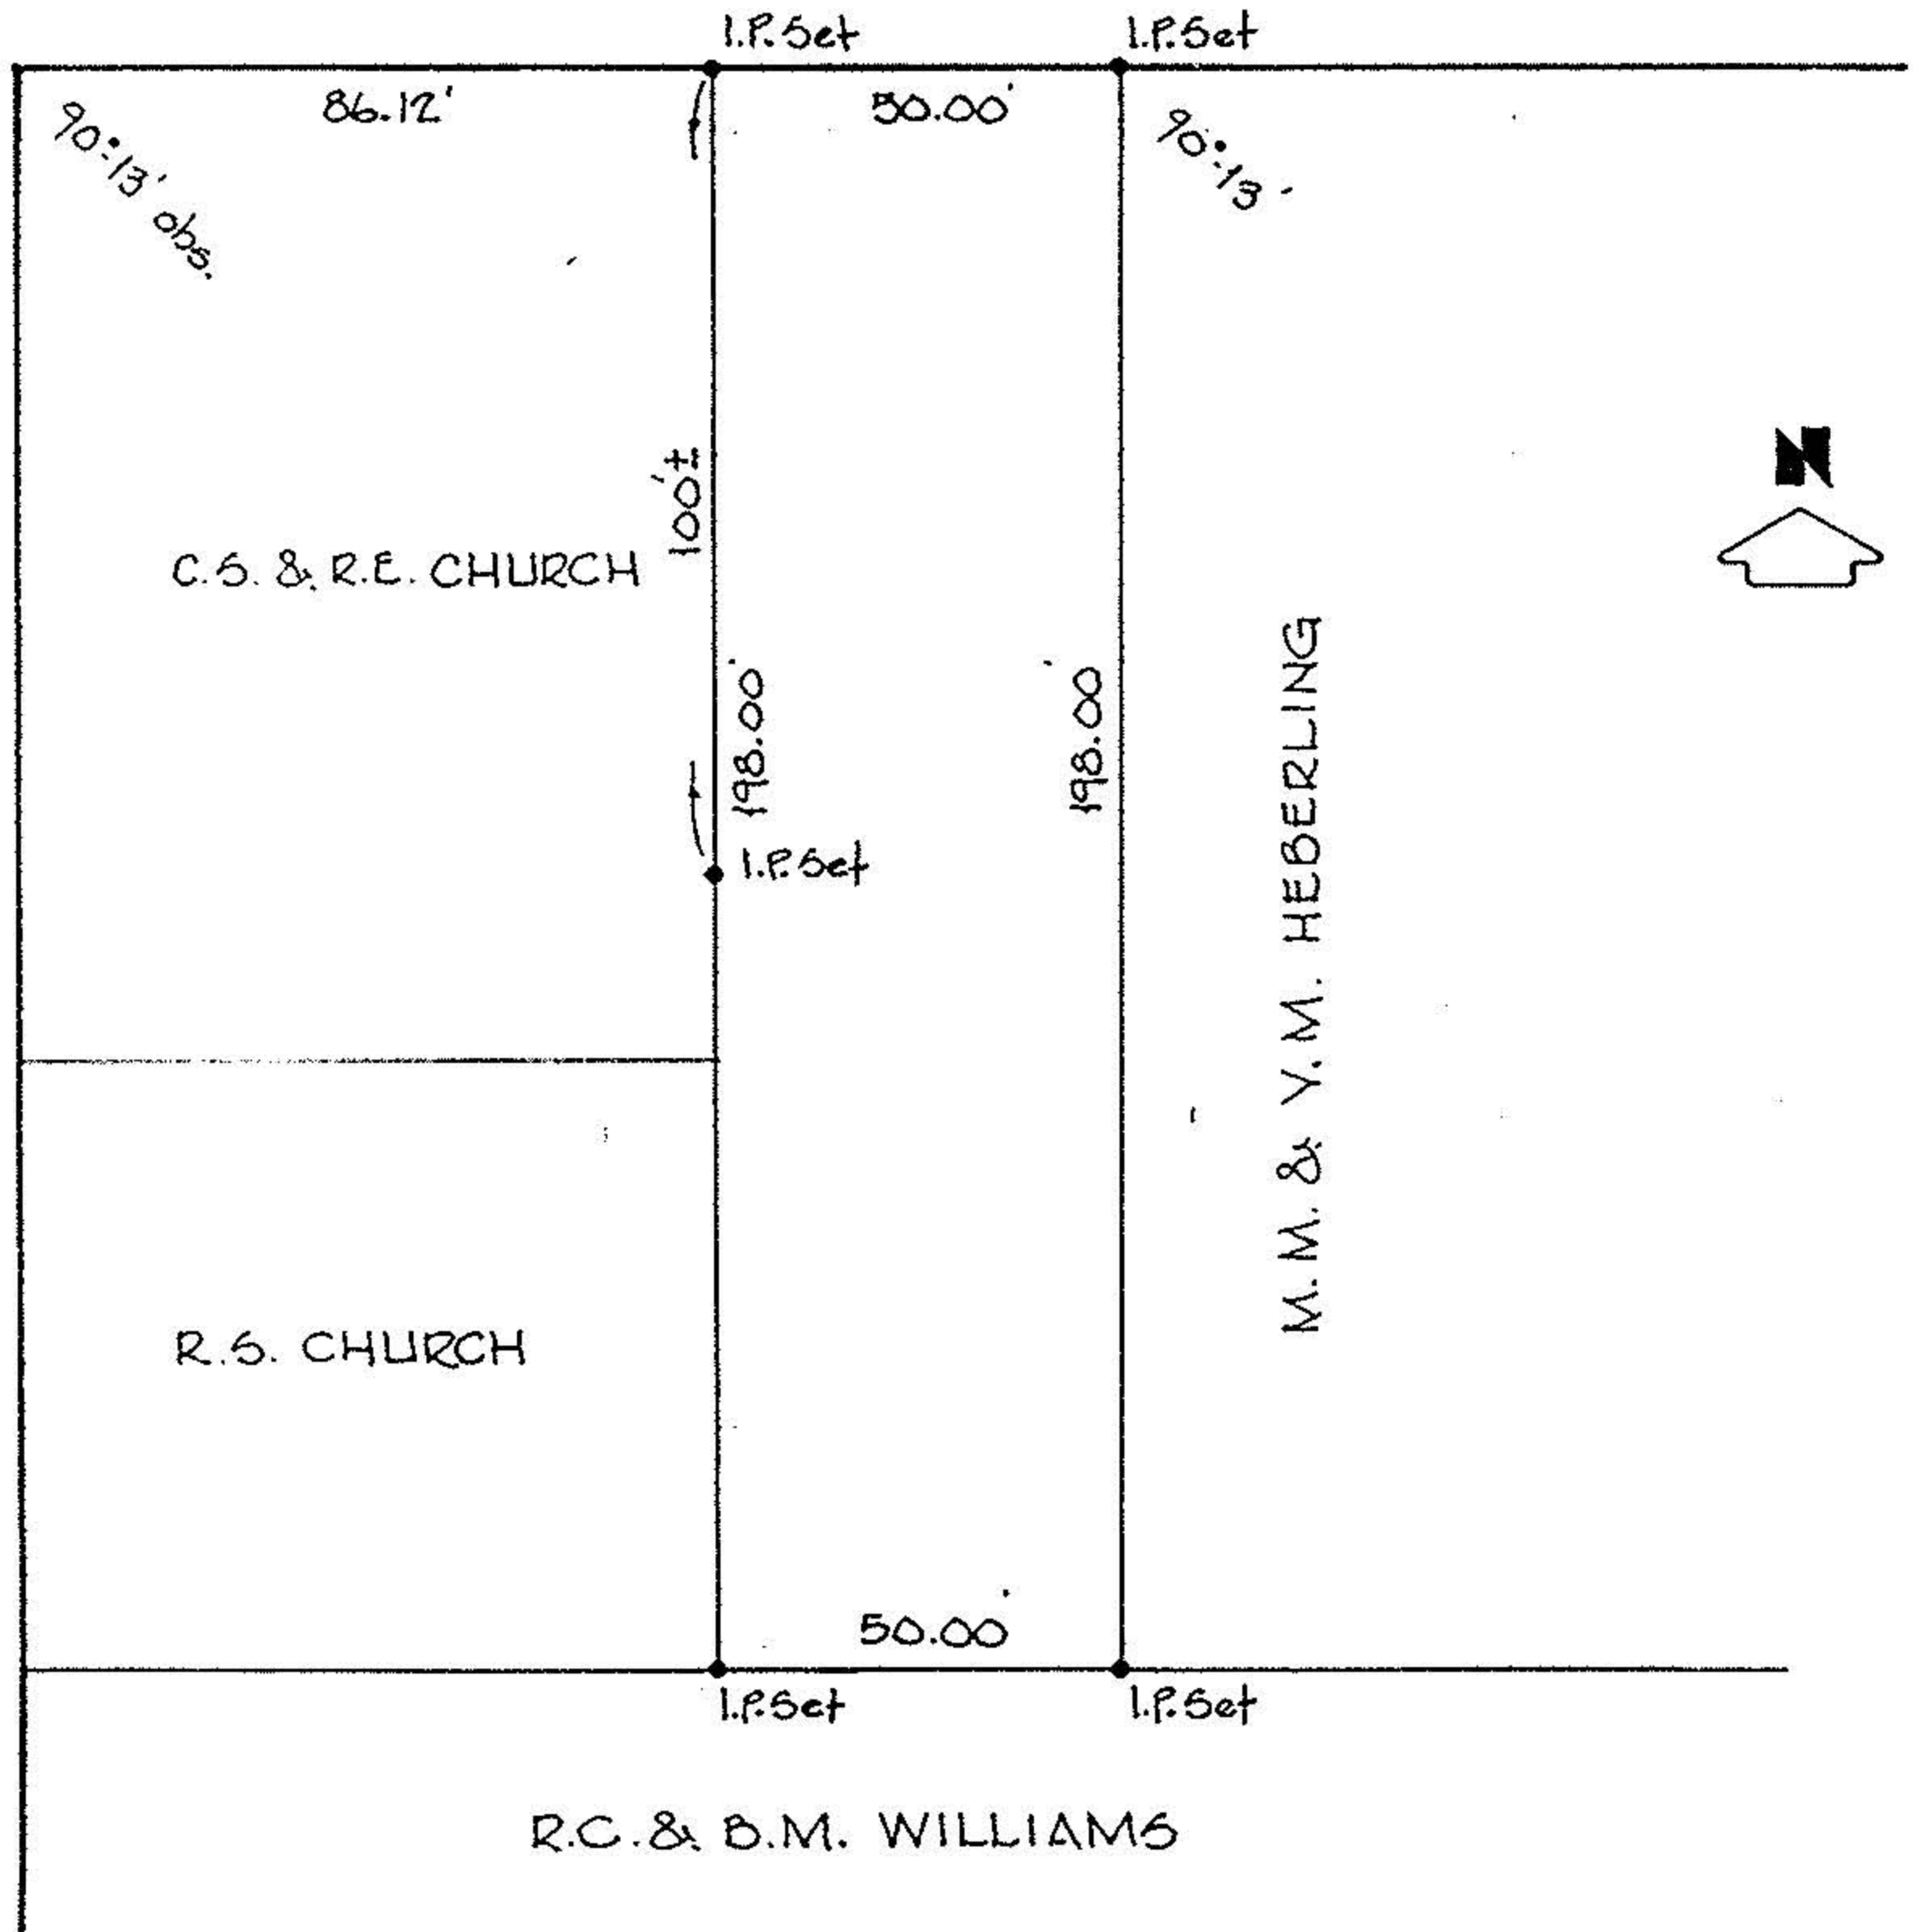 I.P. Set
I.P. Set
86.12'
50.00'
90°-13' obs.
90°-13'
N
100'±
C.S. & R.E. CHURCH
198.00'
198.00'
M.M. & V.M. HEBERLING
I.P. Set
R.S. CHURCH
50.00'
I.P. Set
I.P. Set
R.C. & B.M. WILLIAMS